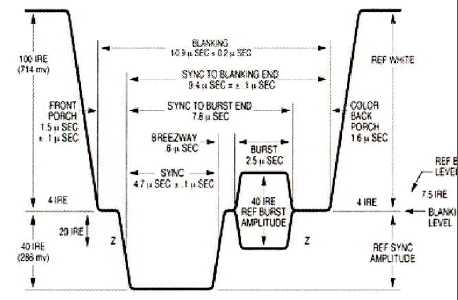 BLANKING
10.9 μ SEC ± 0.2 μ SEC
100 IRE
(714 mv)
REF WHITE
SYNC TO BLANKING END
9.4 μ SEC = ± .1 μ SEC
FRONT
PORCH
1.5 μ SEC
± .1 μ SEC
SYNC TO BURST END
7.8 μ SEC
COLOR
BACK
PORCH
1.6 μ SEC
BREEZWAY
.6 μ SEC
BURST
2.5 μ SEC
SYNC
4.7 μ SEC ± .1 μ SEC
REF
LEVEL
7.5 IRE
4 IRE
40 IRE
REF BURST
AMPLITUDE
4 IRE
BLANKI
LEVEL
20 IRE
Z
Z
40 IRE
(286 mv)
REF SYNC
AMPLITUDE